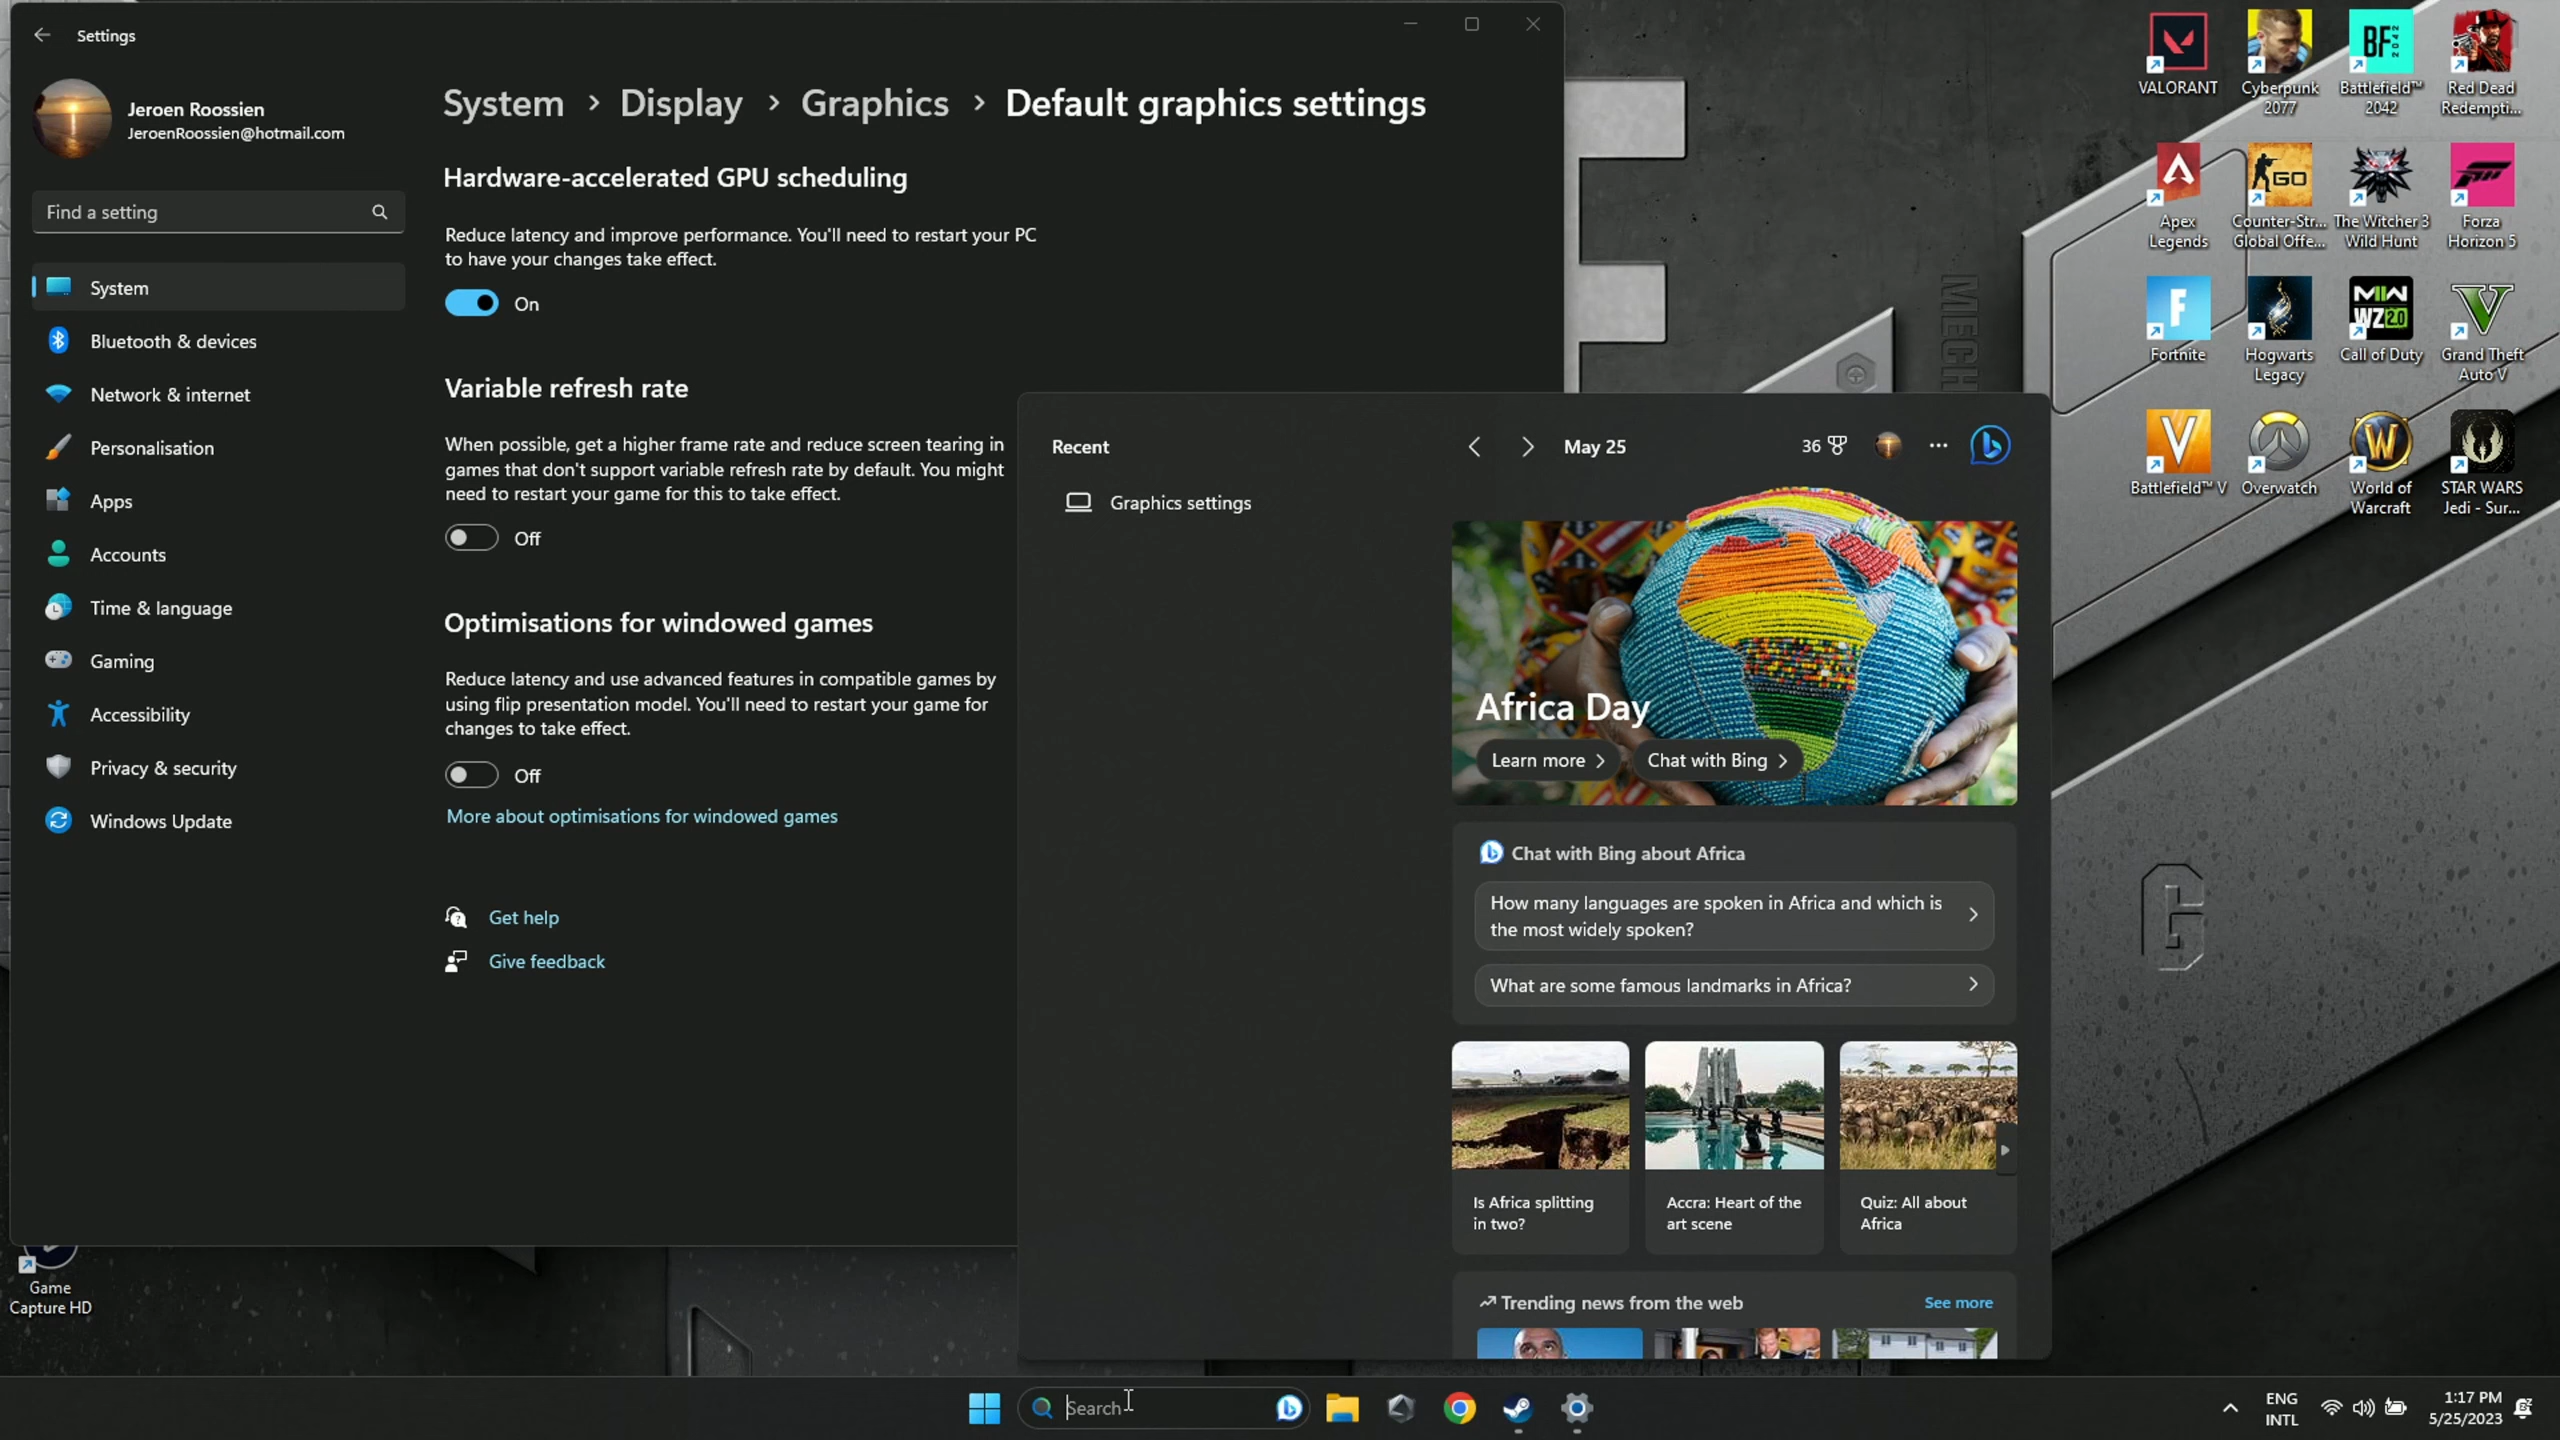 Settings
Jeroen Roossien
JeroenRoossien@hotmail.com
Find a setting
System
Bluetooth & devices
Network & internet
Personalisation
Apps
Accounts
Time & language
Gaming
Accessibility
Privacy & security
Windows Update
System > Display > Graphics > Default graphics settings
Hardware-accelerated GPU scheduling
Reduce latency and improve performance. You'll need to restart your PC
to have your changes take effect.
On
Variable refresh rate
When possible, get a higher frame rate and reduce screen tearing in
games that don't support variable refresh rate by default. You might
need to restart your game for this to take effect.
Off
Optimisations for windowed games
Reduce latency and use advanced features in compatible games by
using flip presentation model. You'll need to restart your game for
changes to take effect.
Off
More about optimisations for windowed games
Get help
Give feedback
Recent
Graphics settings
May 25
36
Africa Day
Learn more
Chat with Bing
Chat with Bing about Africa
How many languages are spoken in Africa and which is
the most widely spoken?
What are some famous landmarks in Africa?
Is Africa splitting
in two?
Accra: Heart of the
art scene
Quiz: All about
Africa
Trending news from the web
See more
VALORANT
Cyberpunk
2077
BF
2042
Battlefield™
2042
Red Dead
Redempti...
Apex
Legends
GO
Counter-Str...
Global Offe...
The Witcher 3
Wild Hunt
Forza
Horizon 5
F
Fortnite
Hogwarts
Legacy
MW
WZ2.0
Call of Duty
V
Grand Theft
Auto V
V
Battlefield™ V
Overwatch
W
World of
Warcraft
STAR WARS
Jedi - Sur...
MECH
G
Game
Capture HD
Search
ENG
INTL
1:17 PM
5/25/2023